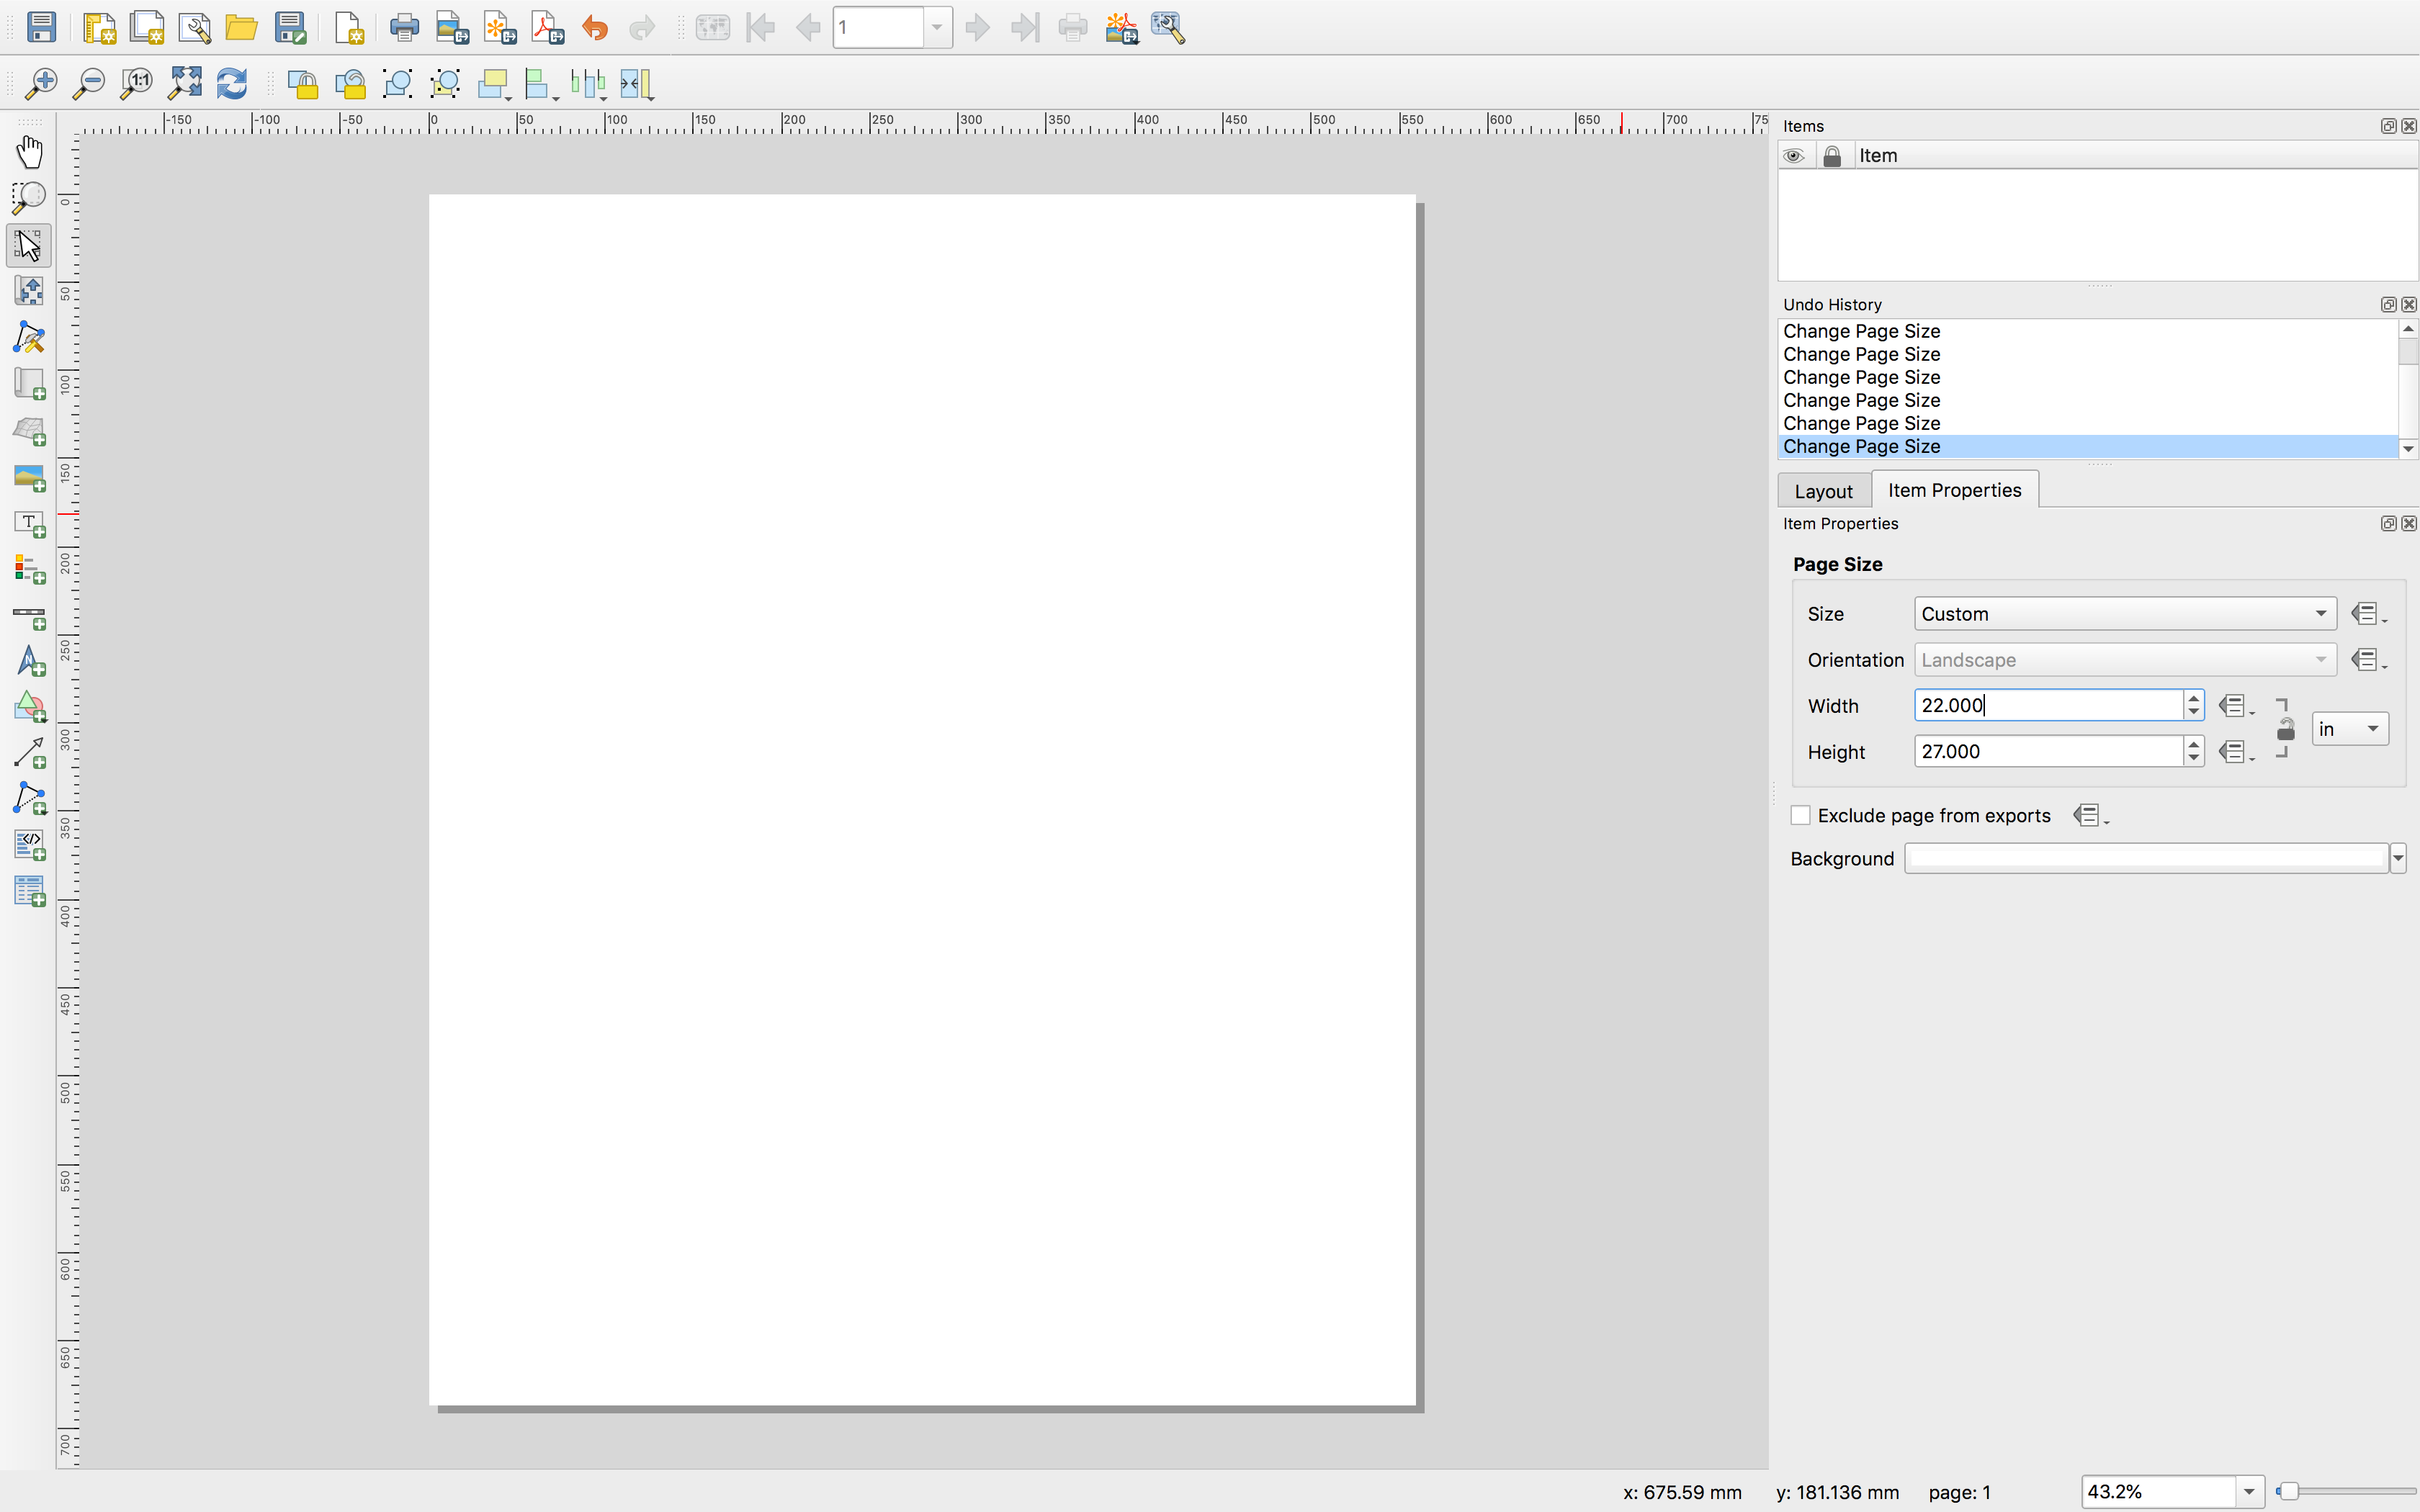 1
-150 -100 -50 0 50 100 150 200 250 300 350 400 450 500 550 600 650 700 75
Items
Item
Undo History
Change Page Size
Change Page Size
Change Page Size
Change Page Size
Change Page Size
Change Page Size
Layout Item Properties
Item Properties
Page Size
Size Custom
Orientation Landscape
Width 22.000
in
Height 27.000
Exclude page from exports
Background
0
50
100
150
200
250
300
350
400
450
500
550
600
650
700
x: 675.59 mm y: 181.136 mm page: 1 43.2%